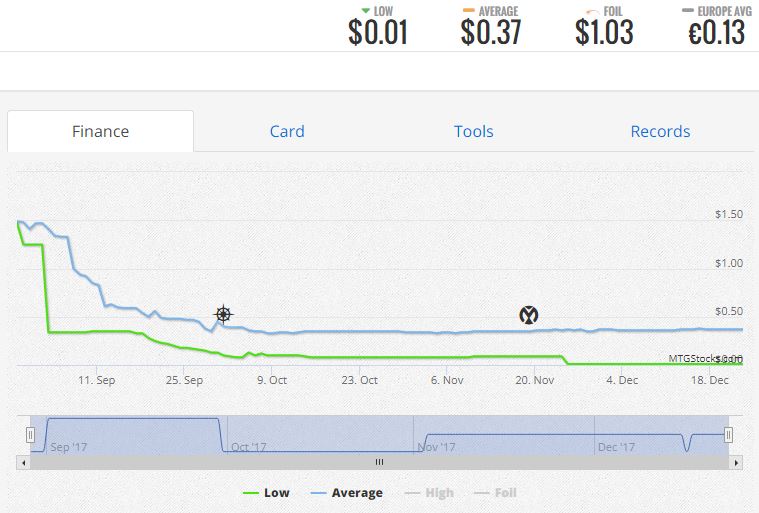 LOW AVERAGE FOIL EUROPE AVG
$0.01 $0.37 $1.03 €0.13
Finance Card Tools Records
$1.50
$1.00
$0.50
MTGStocks.com $0.00
11. Sep 25. Sep 9. Oct 23. Oct 6. Nov 20. Nov 4. Dec 18. Dec
Sep '17 Oct '17 Nov '17 Dec '17
Low Average High Foil